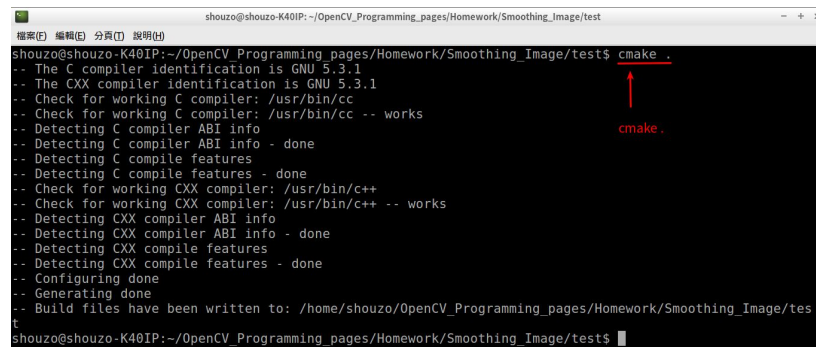 shouzo@shouzo-K40IP: ~/OpenCV_Programming_pages/Homework/Smoothing_Image/test
檔案(F) 編輯(E) 分頁(T) 說明(H)
shouzo@shouzo-K40IP:~/OpenCV_Programming_pages/Homework/Smoothing_Image/test$ cmake .
-- The C compiler identification is GNU 5.3.1
-- The CXX compiler identification is GNU 5.3.1
-- Check for working C compiler: /usr/bin/cc
-- Check for working C compiler: /usr/bin/cc -- works
-- Detecting C compiler ABI info
cmake .
-- Detecting C compiler ABI info - done
-- Detecting C compile features
-- Detecting C compile features - done
-- Check for working CXX compiler: /usr/bin/c++
-- Check for working CXX compiler: /usr/bin/c++ -- works
-- Detecting CXX compiler ABI info
-- Detecting CXX compiler ABI info - done
-- Detecting CXX compile features
-- Detecting CXX compile features - done
-- Configuring done
-- Generating done
-- Build files have been written to: /home/shouzo/OpenCV_Programming_pages/Homework/Smoothing_Image/tes
t
shouzo@shouzo-K40IP:~/OpenCV_Programming_pages/Homework/Smoothing_Image/test$